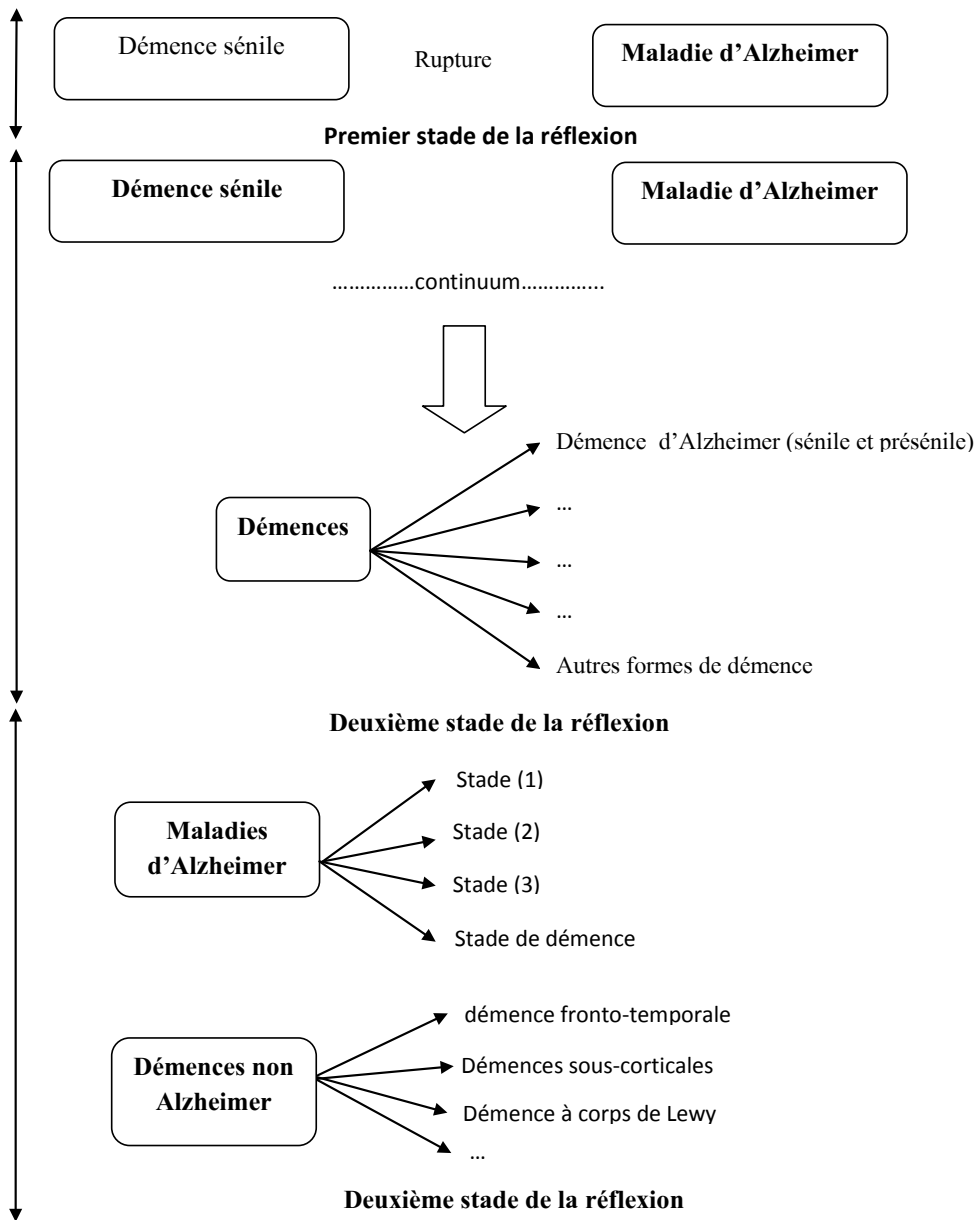 Démence sénile
Rupture
Maladie d’Alzheimer
Premier stade de la réflexion
Démence sénile
Maladie d’Alzheimer
……………continuum…………...
Démence d’Alzheimer (sénile et présénile)
...
Démences
...
...
Autres formes de démence
Deuxième stade de la réflexion
Stade (1)
Maladies
d’Alzheimer
Stade (2)
Stade (3)
Stade de démence
démence fronto-temporale
Démences non
Alzheimer
Démences sous-corticales
Démence à corps de Lewy
...
Deuxième stade de la réflexion